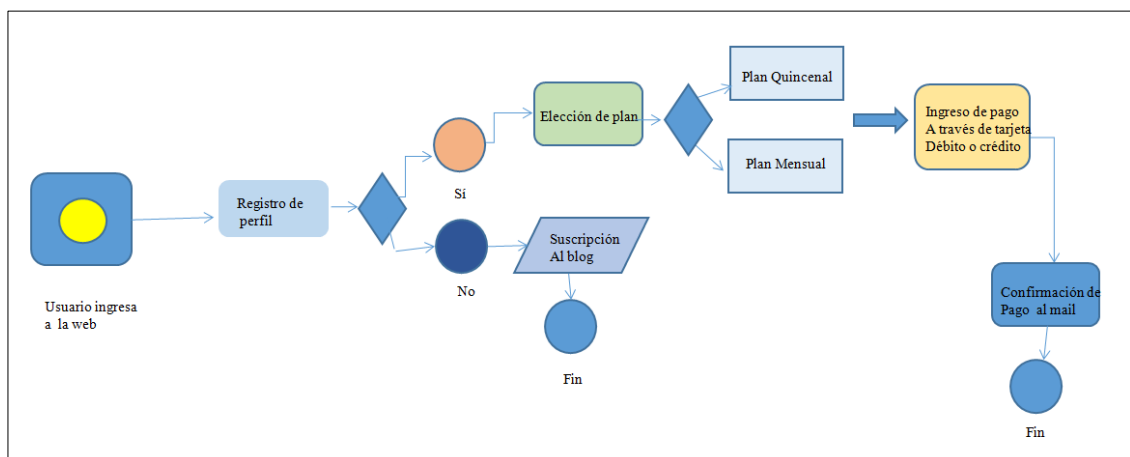 Usuario ingresa
a la web
Registro de
perfil
Sí
No
Elección de plan
Suscripción
Al blog
Fin
Plan Quincenal
Plan Mensual
Ingreso de pago
A través de tarjeta
Débito o crédito
Confirmación de
Pago al mail
Fin